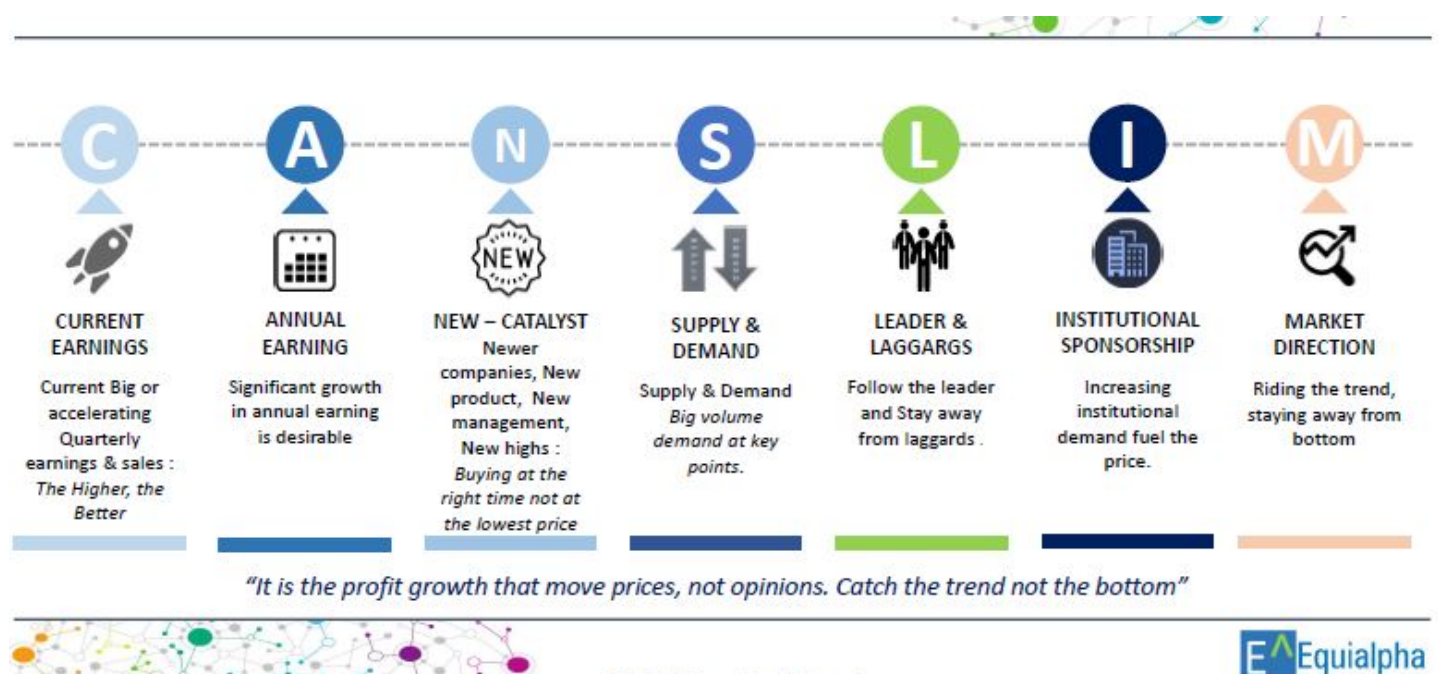 C
A
N
S
L
I
M
NEW
CURRENT
EARNINGS
Current Big or
accelerating
Quarterly
earnings & sales :
The Higher, the
Better
ANNUAL
EARNING
Significant growth
in annual earning
is desirable
NEW – CATALYST
Newer
companies, New
product, New
management,
New highs :
Buying at the
right time not at
the lowest price
SUPPLY &
DEMAND
Supply & Demand
Big volume
demand at key
points.
LEADER &
LAGGARGS
Follow the leader
and Stay away
from laggards .
INSTITUTIONAL
SPONSORSHIP
Increasing
institutional
demand fuel the
price.
MARKET
DIRECTION
Riding the trend,
staying away from
bottom
“It is the profit growth that move prices, not opinions. Catch the trend not the bottom”
E^Equialpha